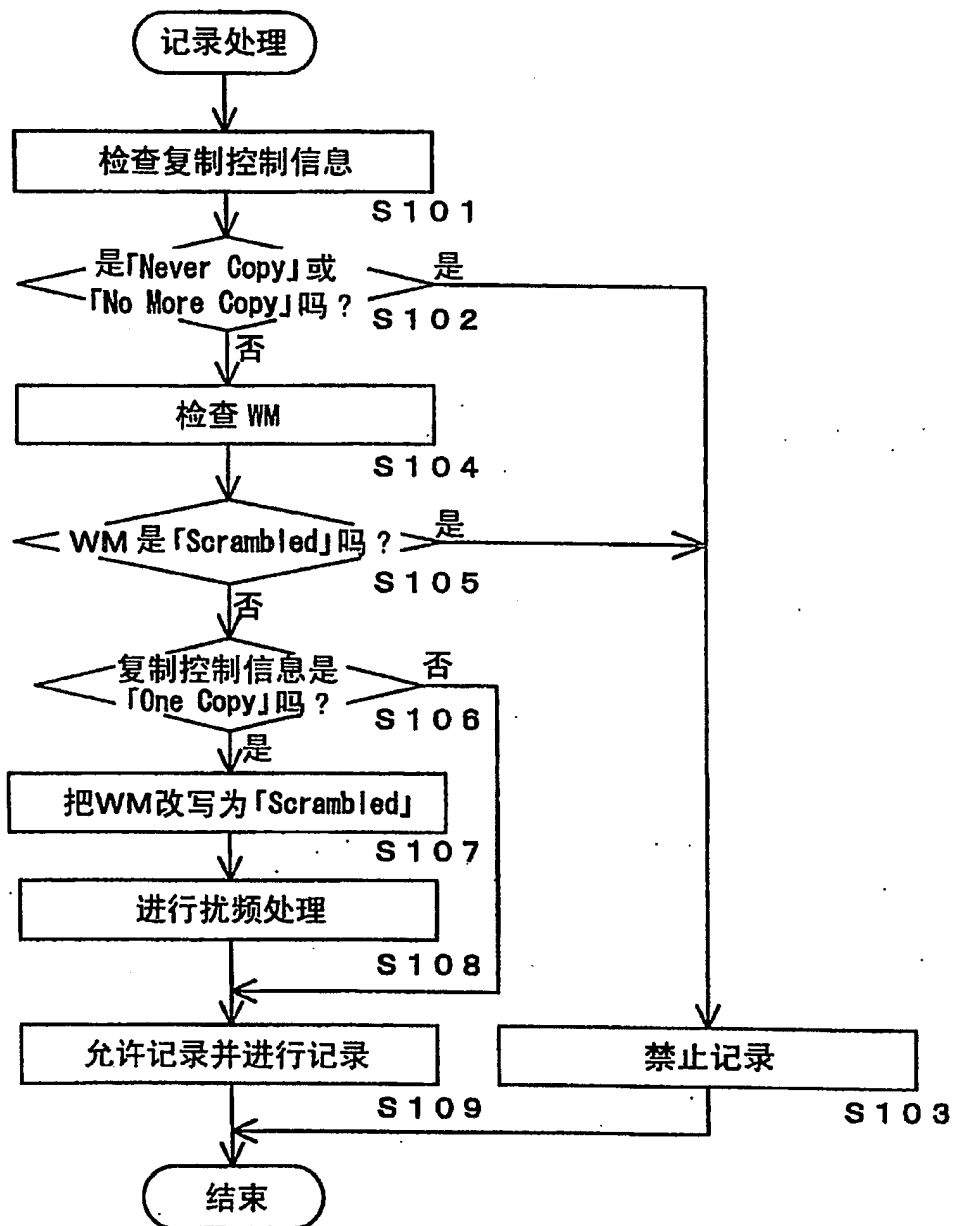 记录处理
检查复制控制信息
S101
是「Never Copy」或
「No More Copy」吗？
是
S102
否
检查 WM
S104
WM 是「Scrambled」吗？
是
S105
否
复制控制信息是
「One Copy」吗？
否
S106
是
把WM改写为「Scrambled」
S107
进行扰频处理
S108
允许记录并进行记录
S109
禁止记录
S103
结束